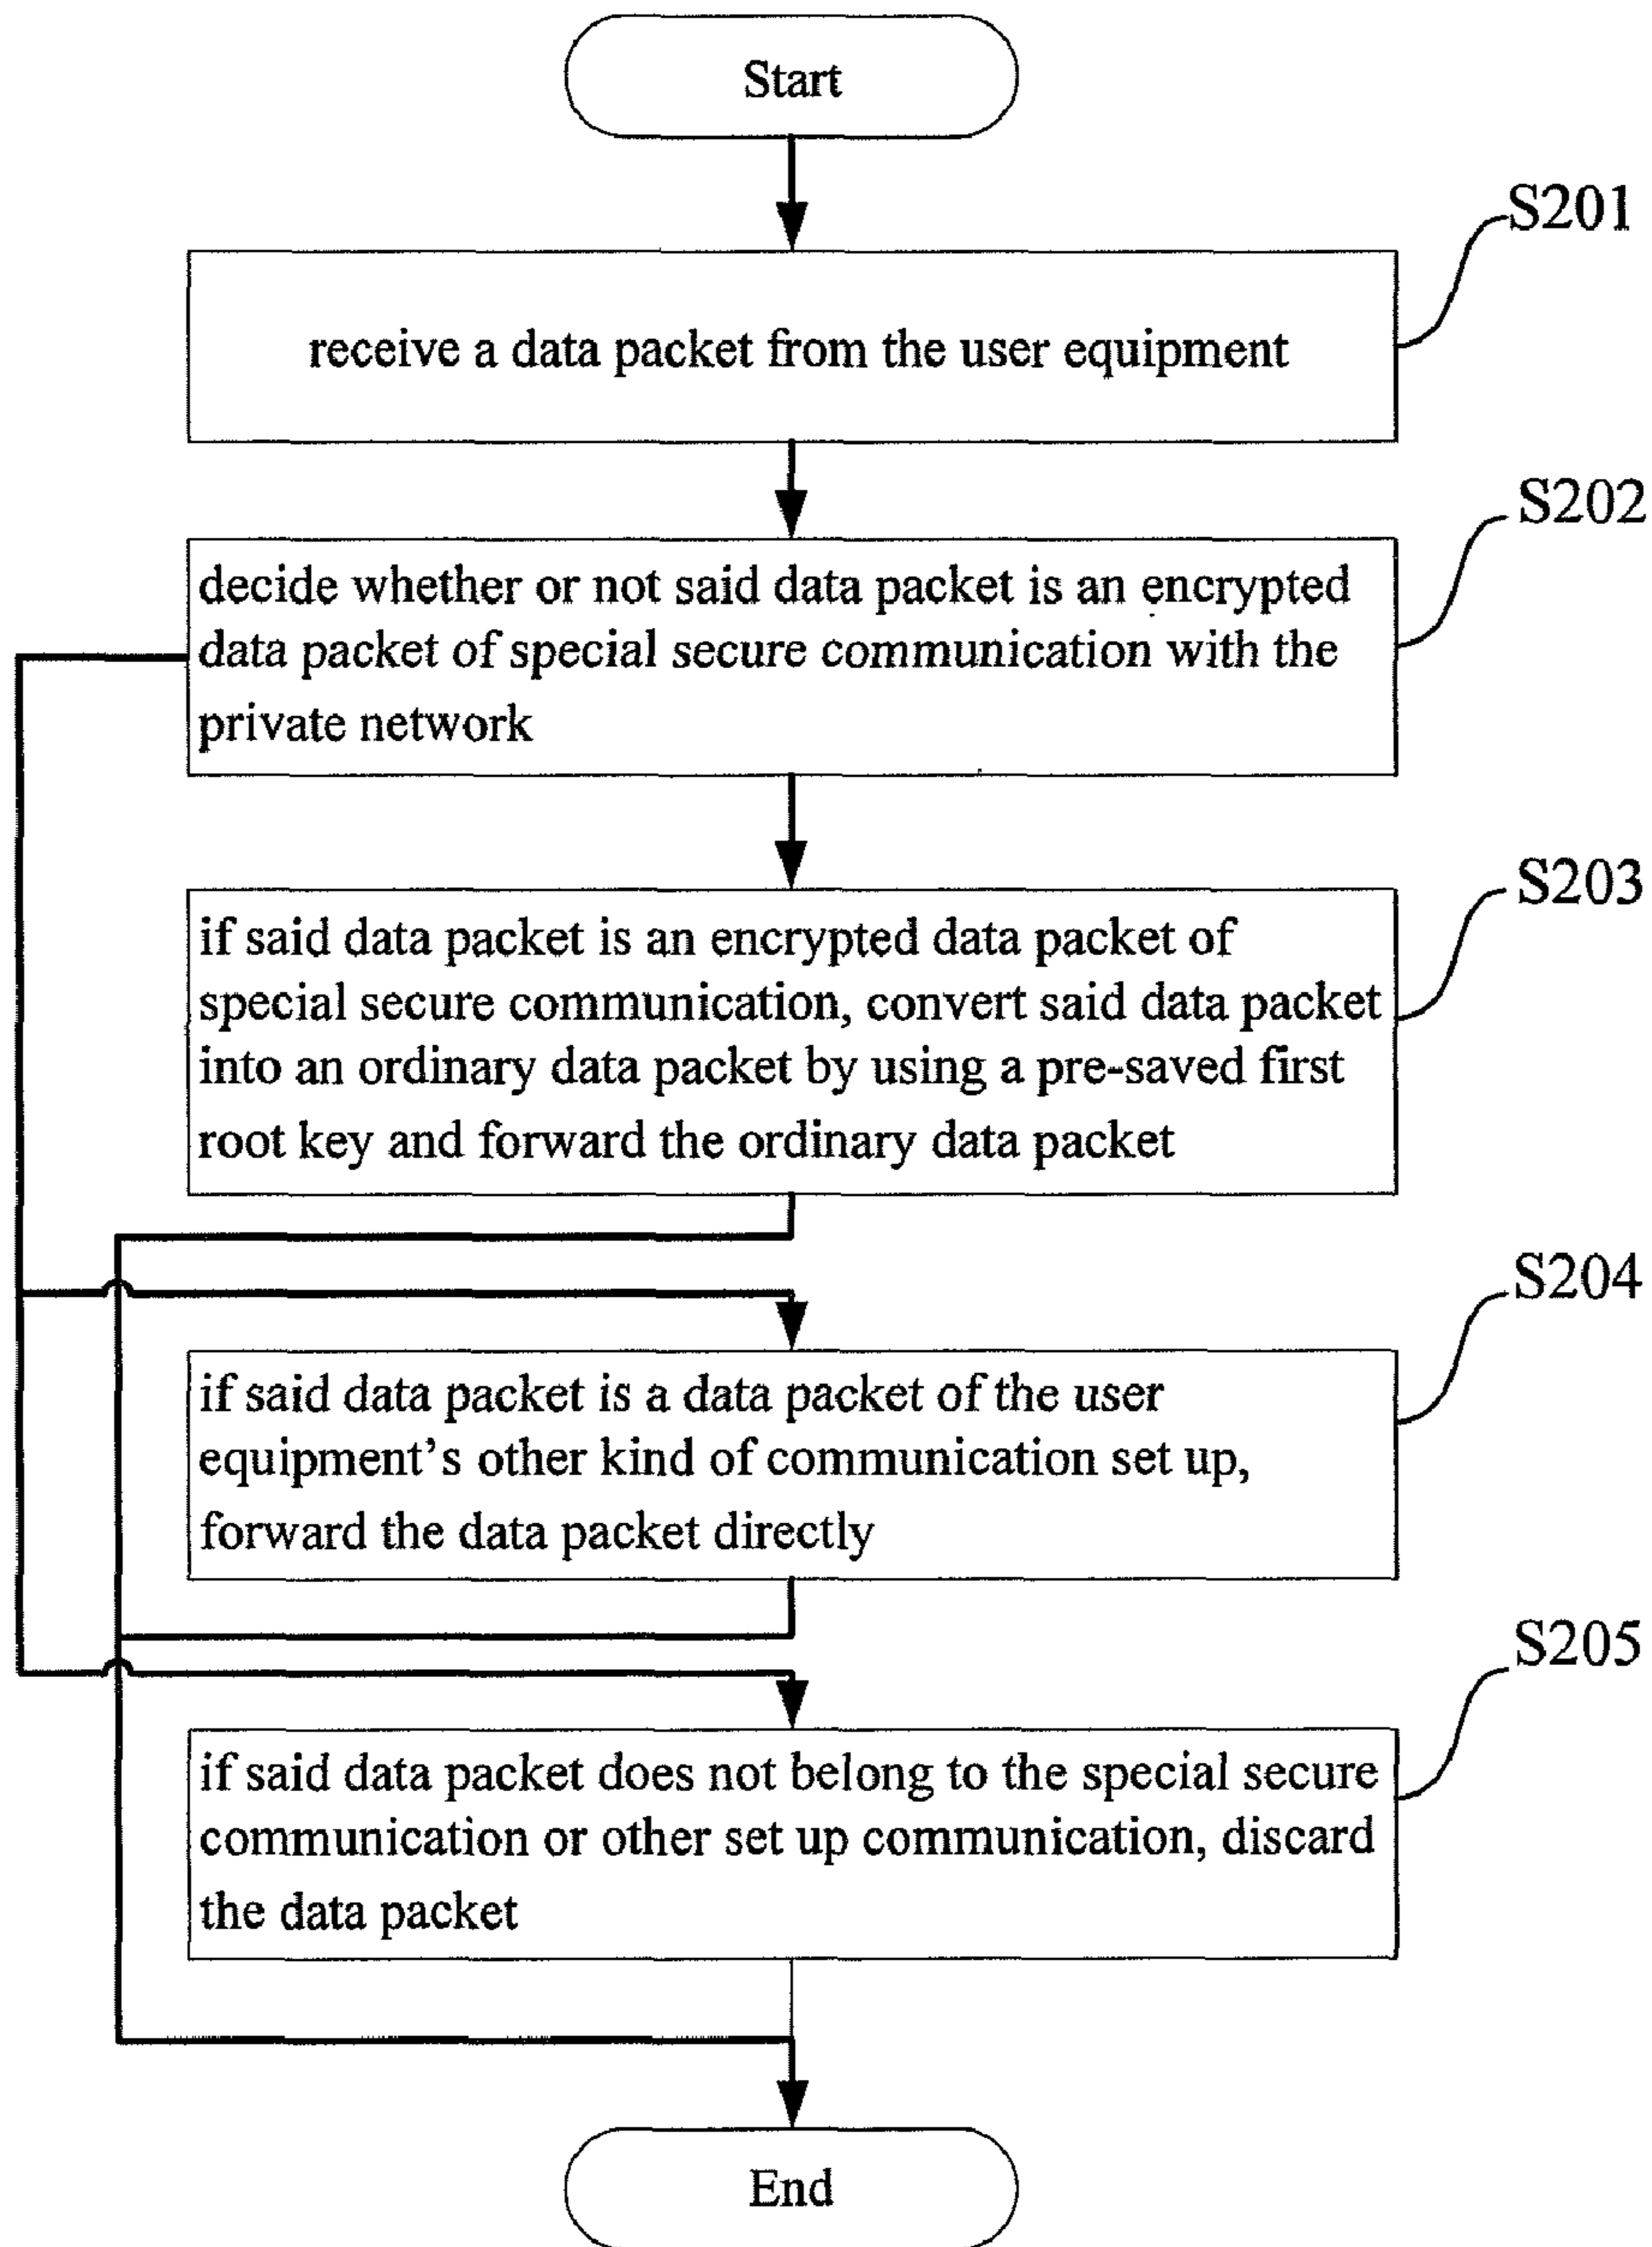 Start
S201
receive a data packet from the user equipment
S202
decide whether or not said data packet is an encrypted
data packet of special secure communication with the
private network
S203
if said data packet is an encrypted data packet of
special secure communication, convert said data packet
into an ordinary data packet by using a pre-saved first
root key and forward the ordinary data packet
S204
if said data packet is a data packet of the user
equipment’s other kind of communication set up,
forward the data packet directly
S205
if said data packet does not belong to the special secure
communication or other set up communication, discard
the data packet
End